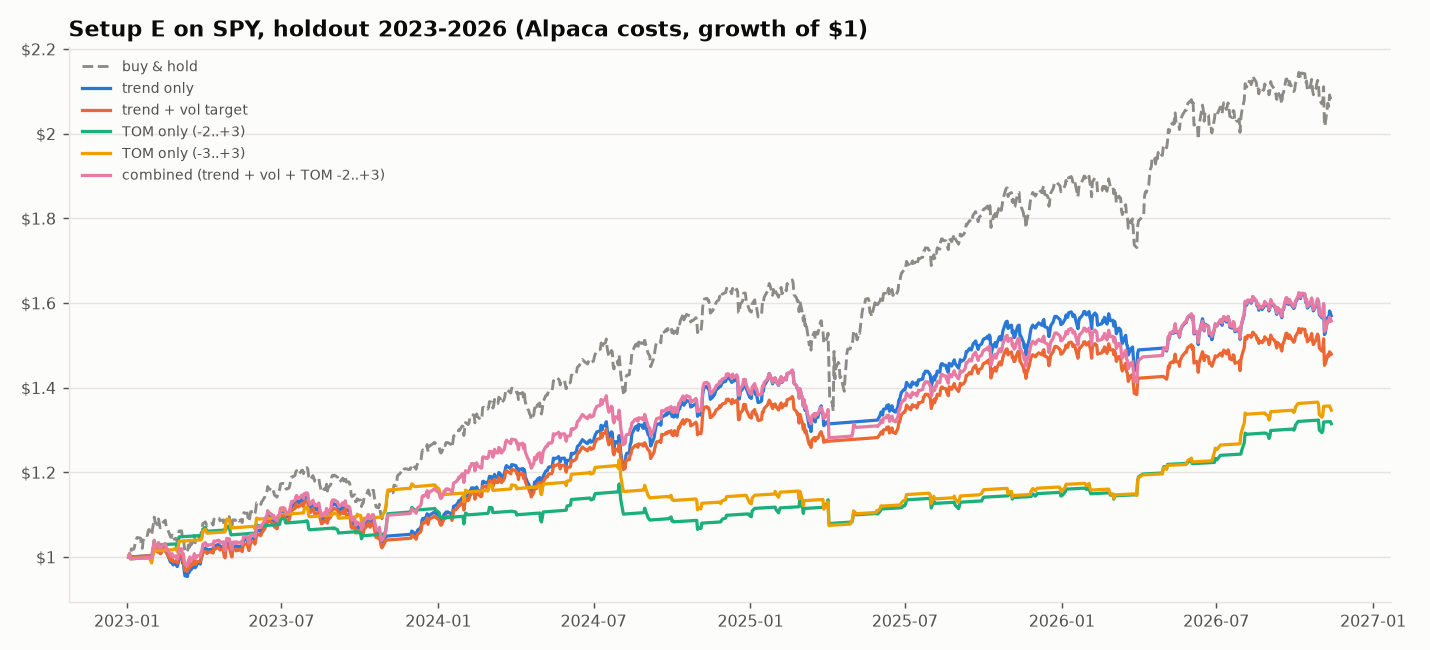 Setup E on SPY, holdout 2023-2026 (Alpaca costs, growth of $1)
$2.2
$2
$1.8
$1.6
$1.4
$1.2
$1
buy & hold
trend only
trend + vol target
TOM only (-2..+3)
TOM only (-3..+3)
combined (trend + vol + TOM -2..+3)
2023-01
2023-07
2024-01
2024-07
2025-01
2025-07
2026-01
2026-07
2027-01